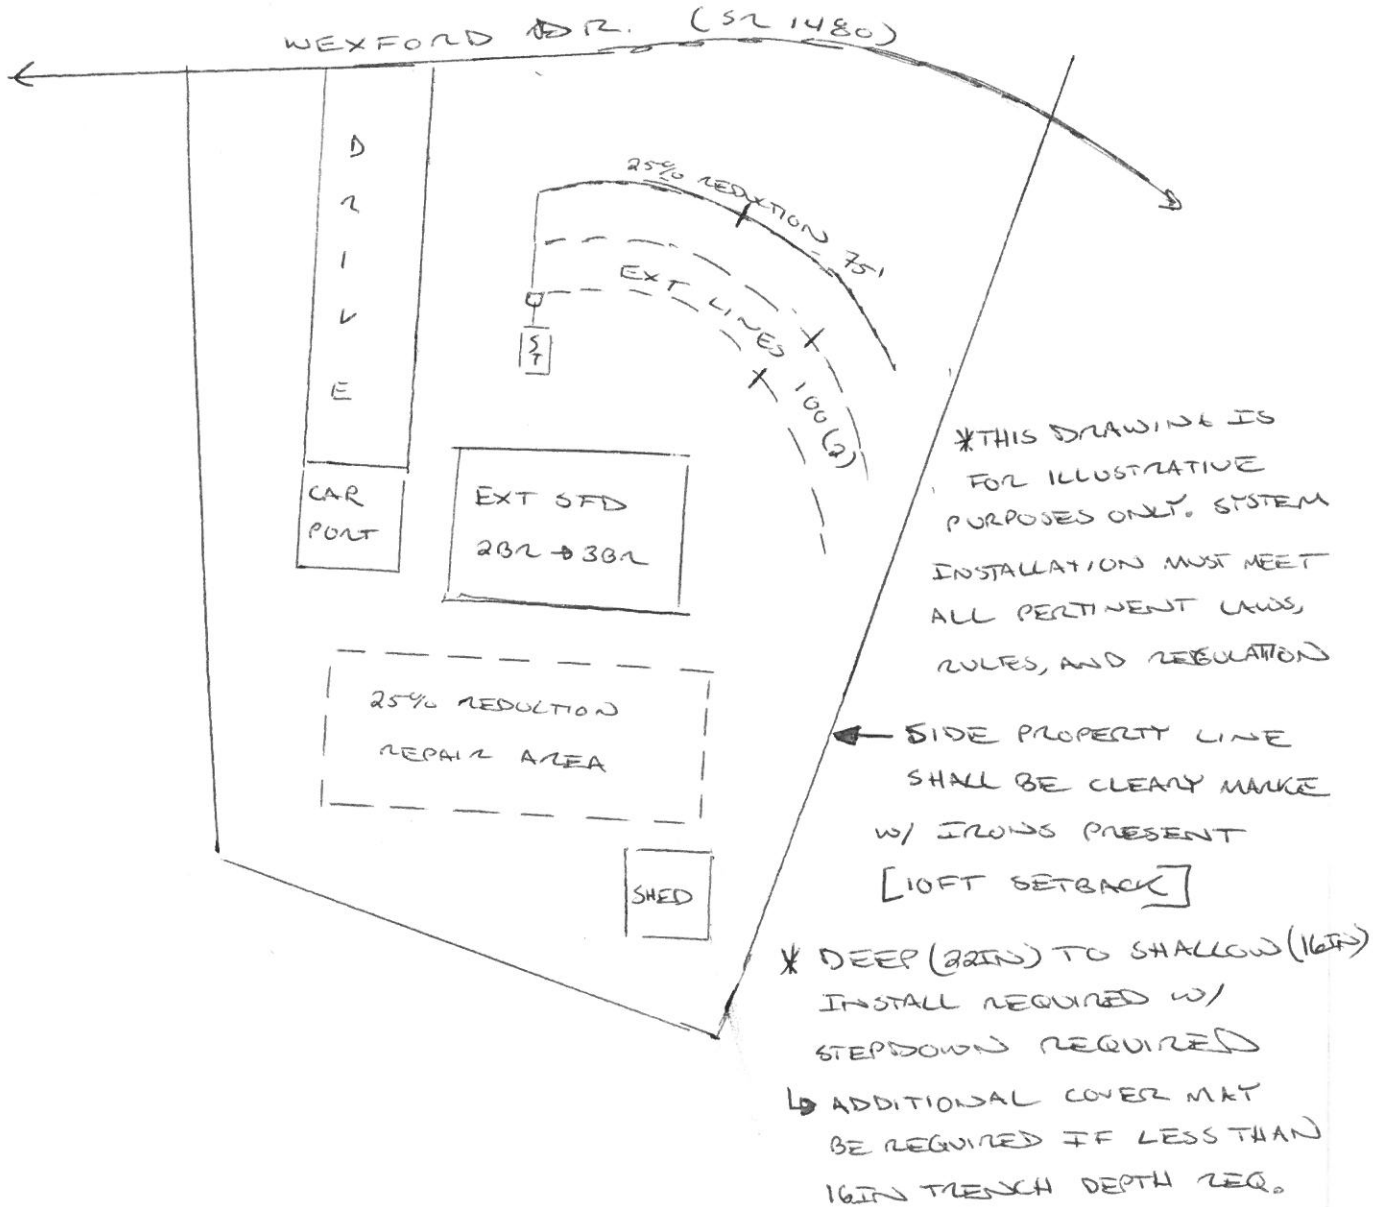 WEXFORD DR. (SR 1480)
DRIVE
25% REDUCTION 75'
EXT LINES 100(2)
ST
CAR
PORT
EXT SFD
2BR → 3BR
25% REDUCTION
REPAIR AREA
SHED
*THIS DRAWING IS
FOR ILLUSTRATIVE
PURPOSES ONLY. SYSTEM
INSTALLATION MUST MEET
ALL PERTINENT LAWS,
RULES, AND REGULATION
← SIDE PROPERTY LINE
SHALL BE CLEARY MARKE
W/ IRONS PRESENT
[10FT SETBACK]
* DEEP (22IN) TO SHALLOW (16IN)
INSTALL REQUIRED W/
STEPDOWN REQUIRED
↳ ADDITIONAL COVER MAY
BE REQUIRED IF LESS THAN
16IN TRENCH DEPTH REQ.